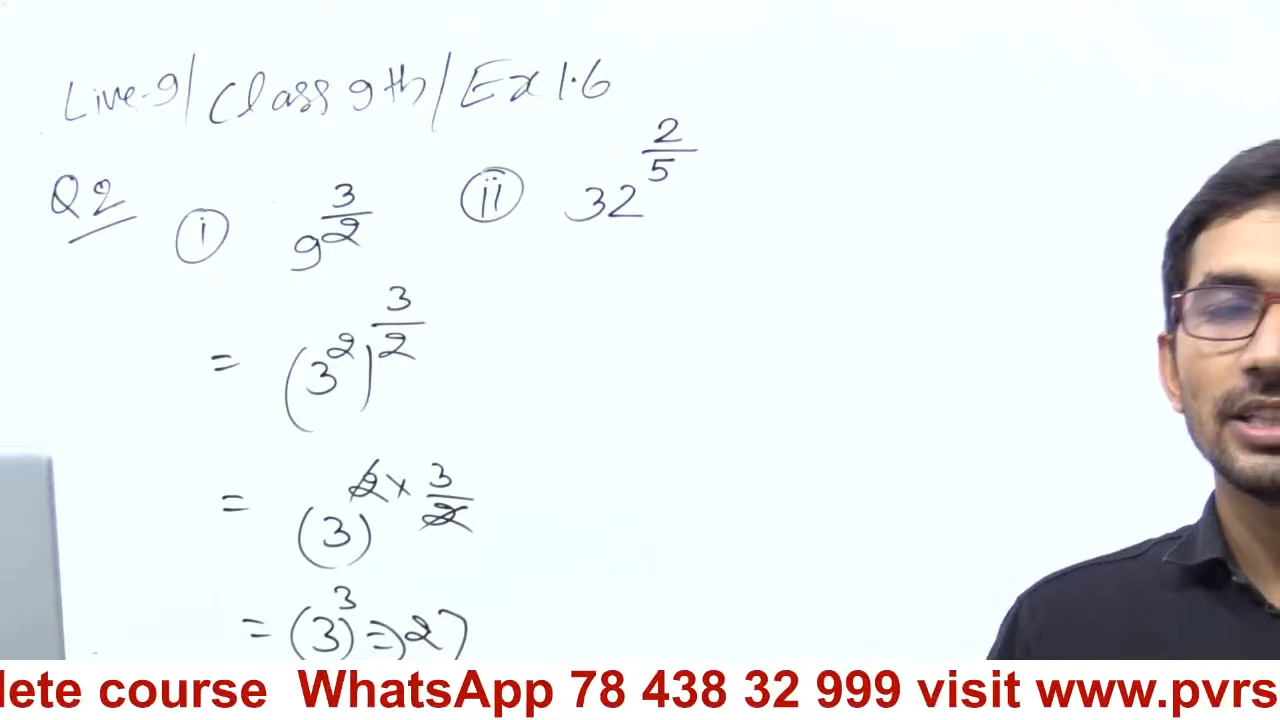 Live-9/Class 9th/Ex 1.6
Q2 (i) 9^(3/2) (ii) 32^(2/5)
= (3^2)^(3/2)
= (3)^(2×3/2)
= (3)^3 => 27
lete course WhatsApp 78 438 32 999 visit www.pvrs